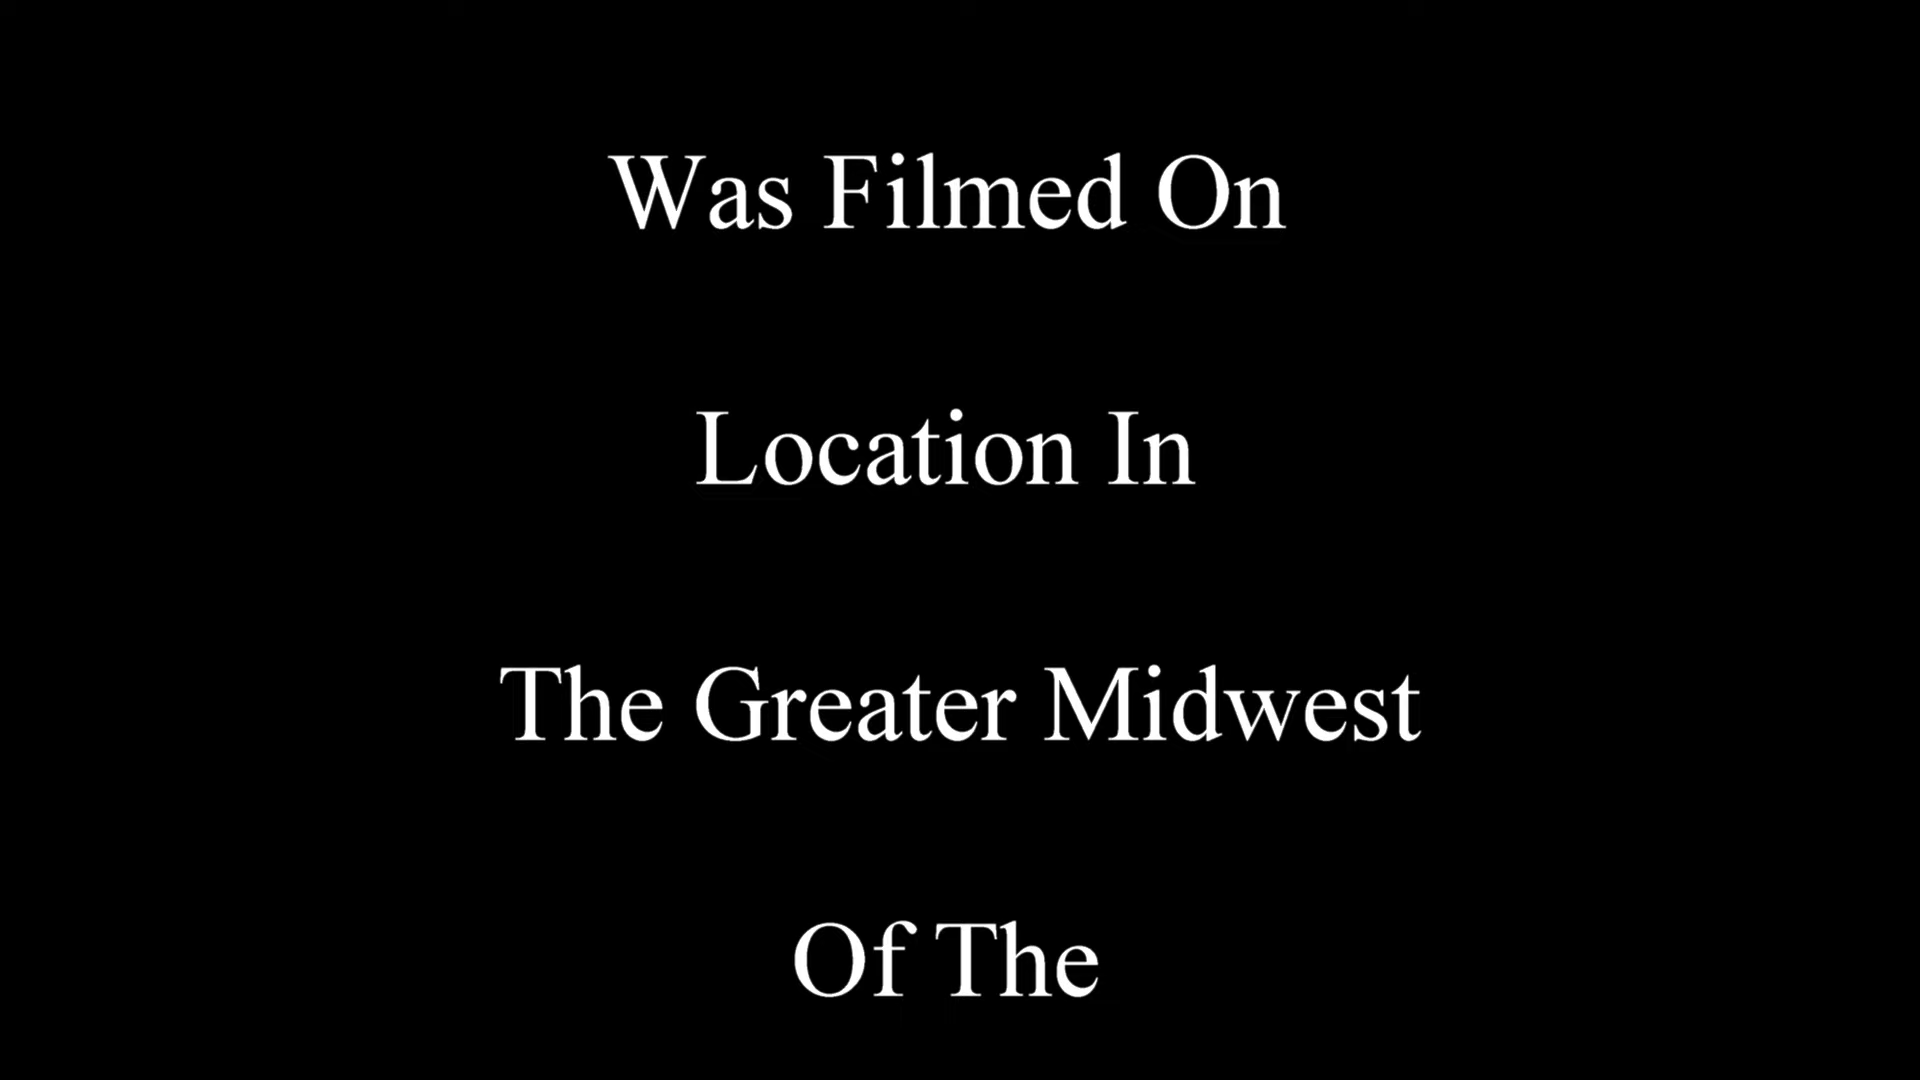 Was Filmed On
Location In
The Greater Midwest
Of The